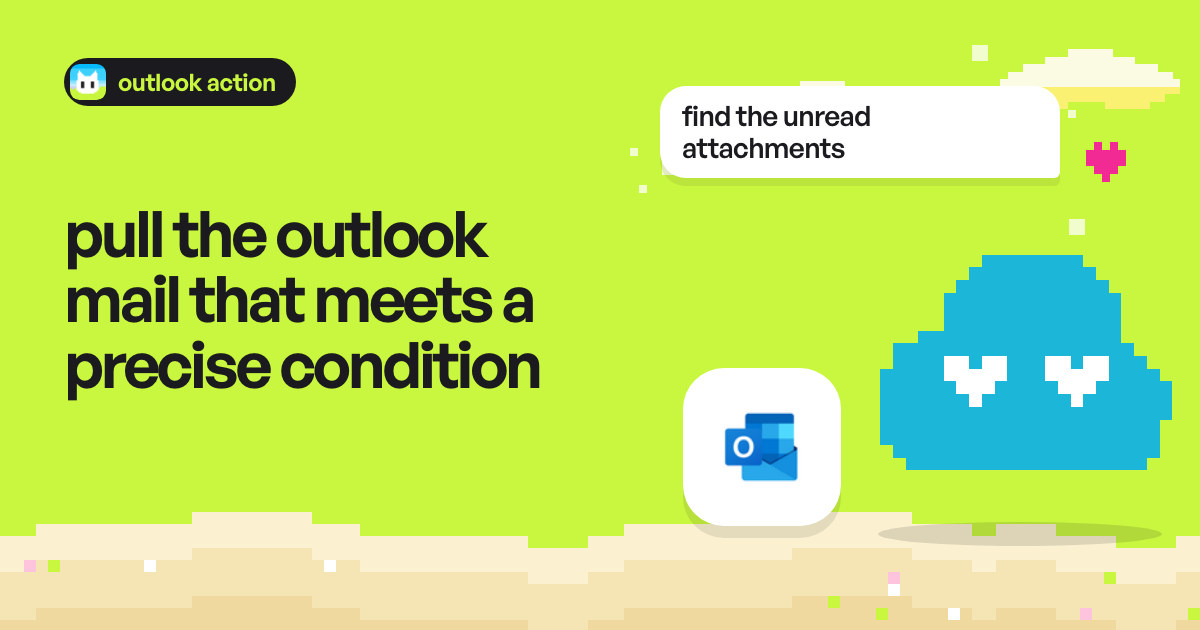 outlook action
find the unread
attachments
pull the outlook
mail that meets a
precise condition
O